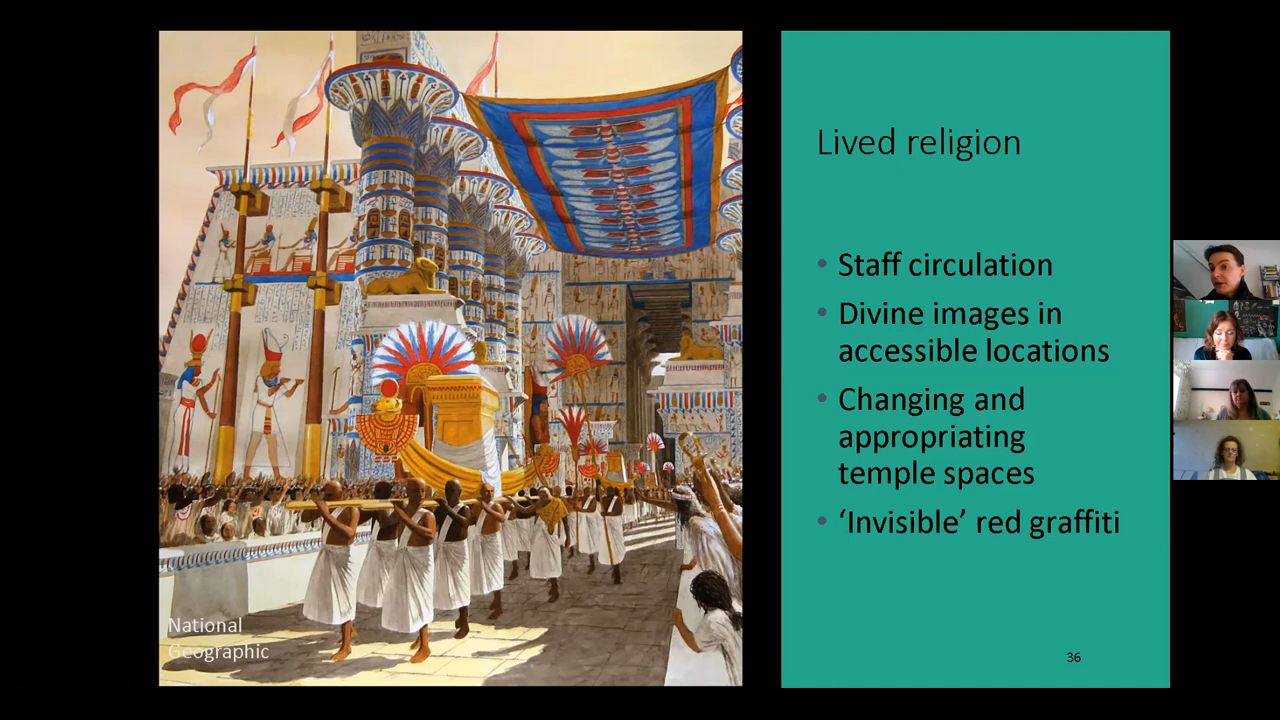 National
Geographic
Lived religion
• Staff circulation
• Divine images in
accessible locations
• Changing and
appropriating
temple spaces
• ‘Invisible’ red graffiti
36